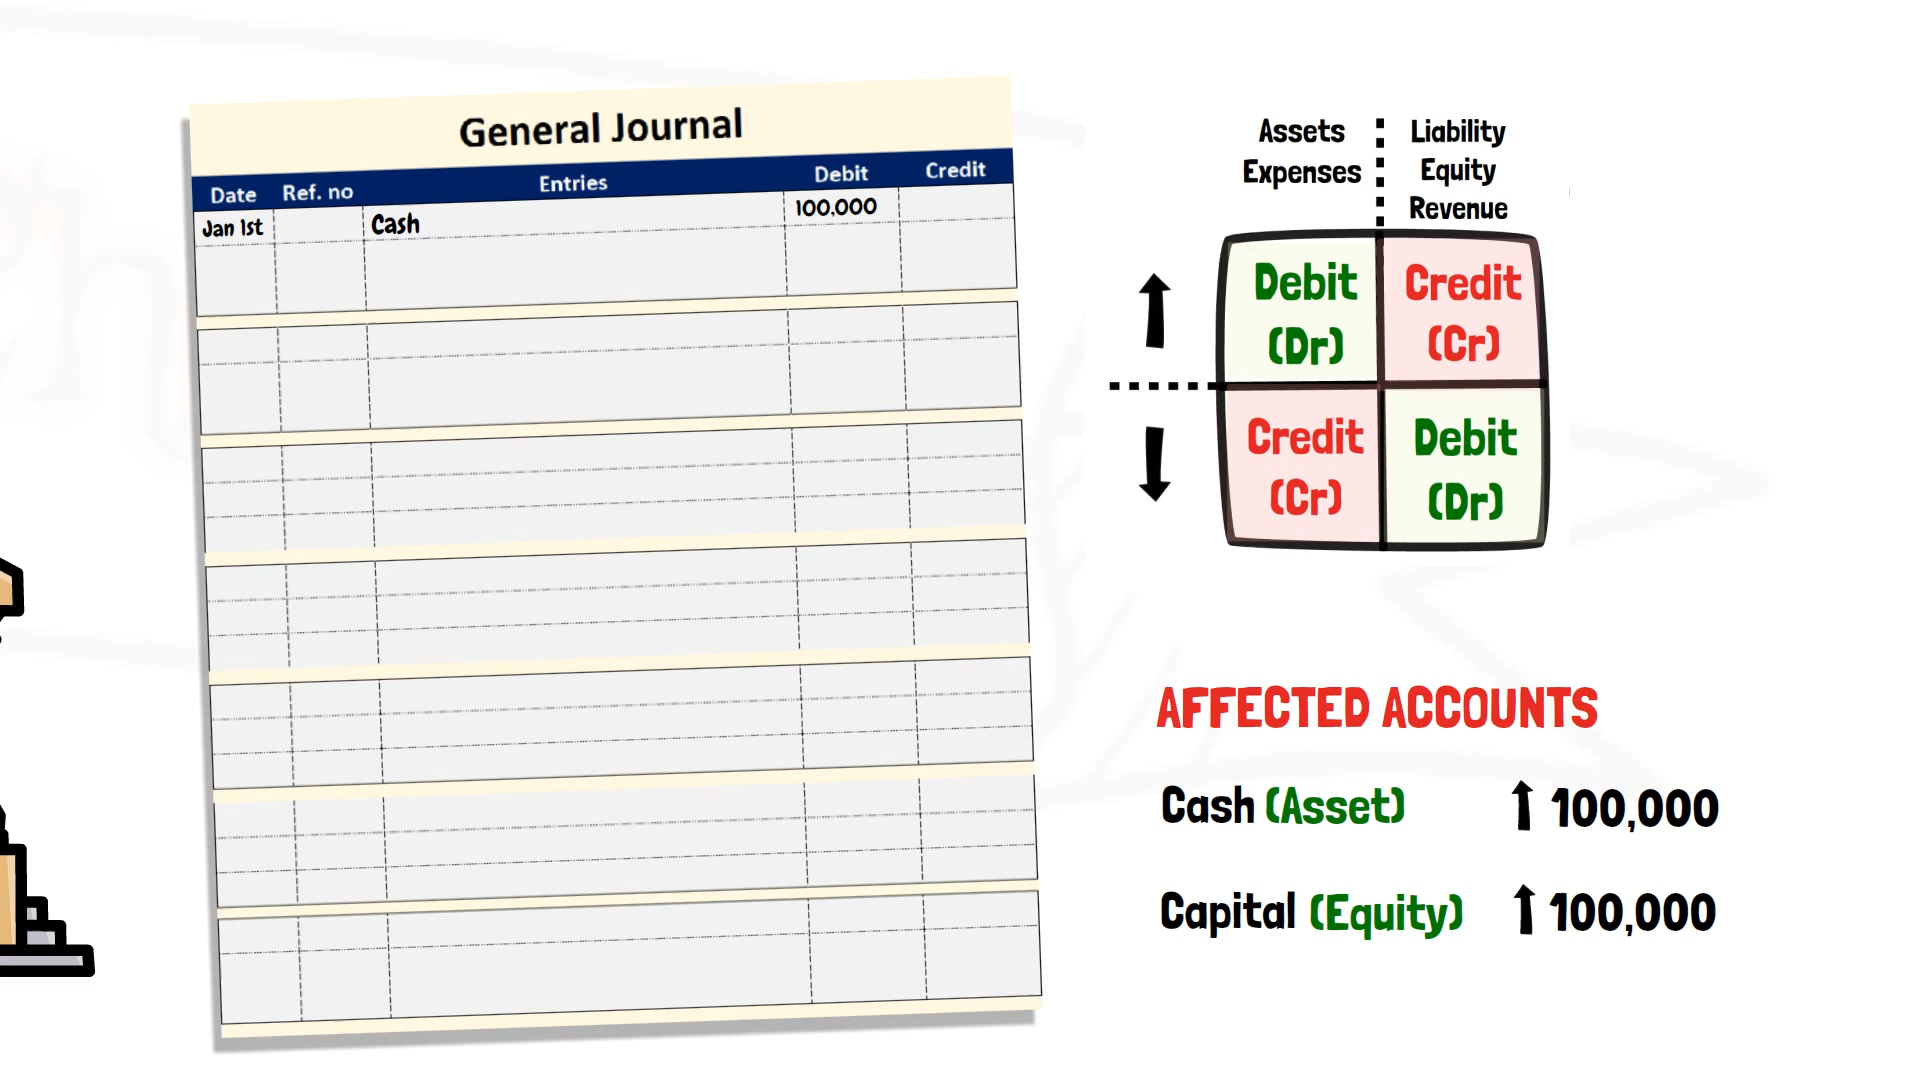 General Journal
Date Ref. no Entries Debit Credit
Jan 1st Cash 100,000
Assets
Expenses
Liability
Equity
Revenue
Debit
(Dr)
Credit
(Cr)
Credit
(Cr)
Debit
(Dr)
AFFECTED ACCOUNTS
Cash (Asset) 100,000
Capital (Equity) 100,000